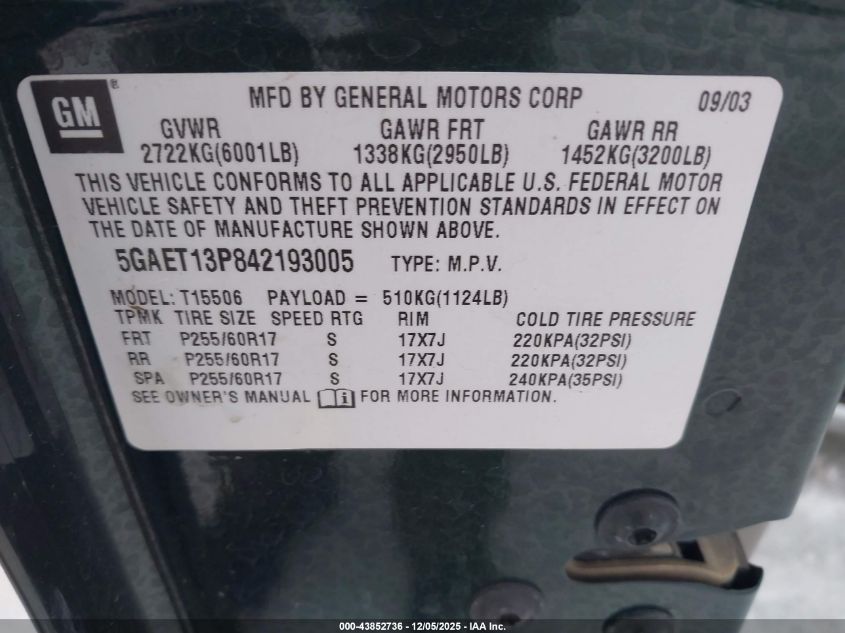 GM® MFD BY GENERAL MOTORS CORP 09/03
GVWR GAWR FRT GAWR RR
2722KG(6001LB) 1338KG(2950LB) 1452KG(3200LB)
THIS VEHICLE CONFORMS TO ALL APPLICABLE U.S. FEDERAL MOTOR
VEHICLE SAFETY AND THEFT PREVENTION STANDARDS IN EFFECT ON
THE DATE OF MANUFACTURE SHOWN ABOVE.
5GAET13P842193005 TYPE: M.P.V.
MODEL: T15506 PAYLOAD = 510KG(1124LB)
TPMK TIRE SIZE SPEED RTG RIM COLD TIRE PRESSURE
FRT P255/60R17 S 17X7J 220KPA(32PSI)
RR P255/60R17 S 17X7J 220KPA(32PSI)
SPA P255/60R17 S 17X7J 240KPA(35PSI)
SEE OWNER'S MANUAL i FOR MORE INFORMATION.
000-43852736 - 12/05/2025 - IAA Inc.